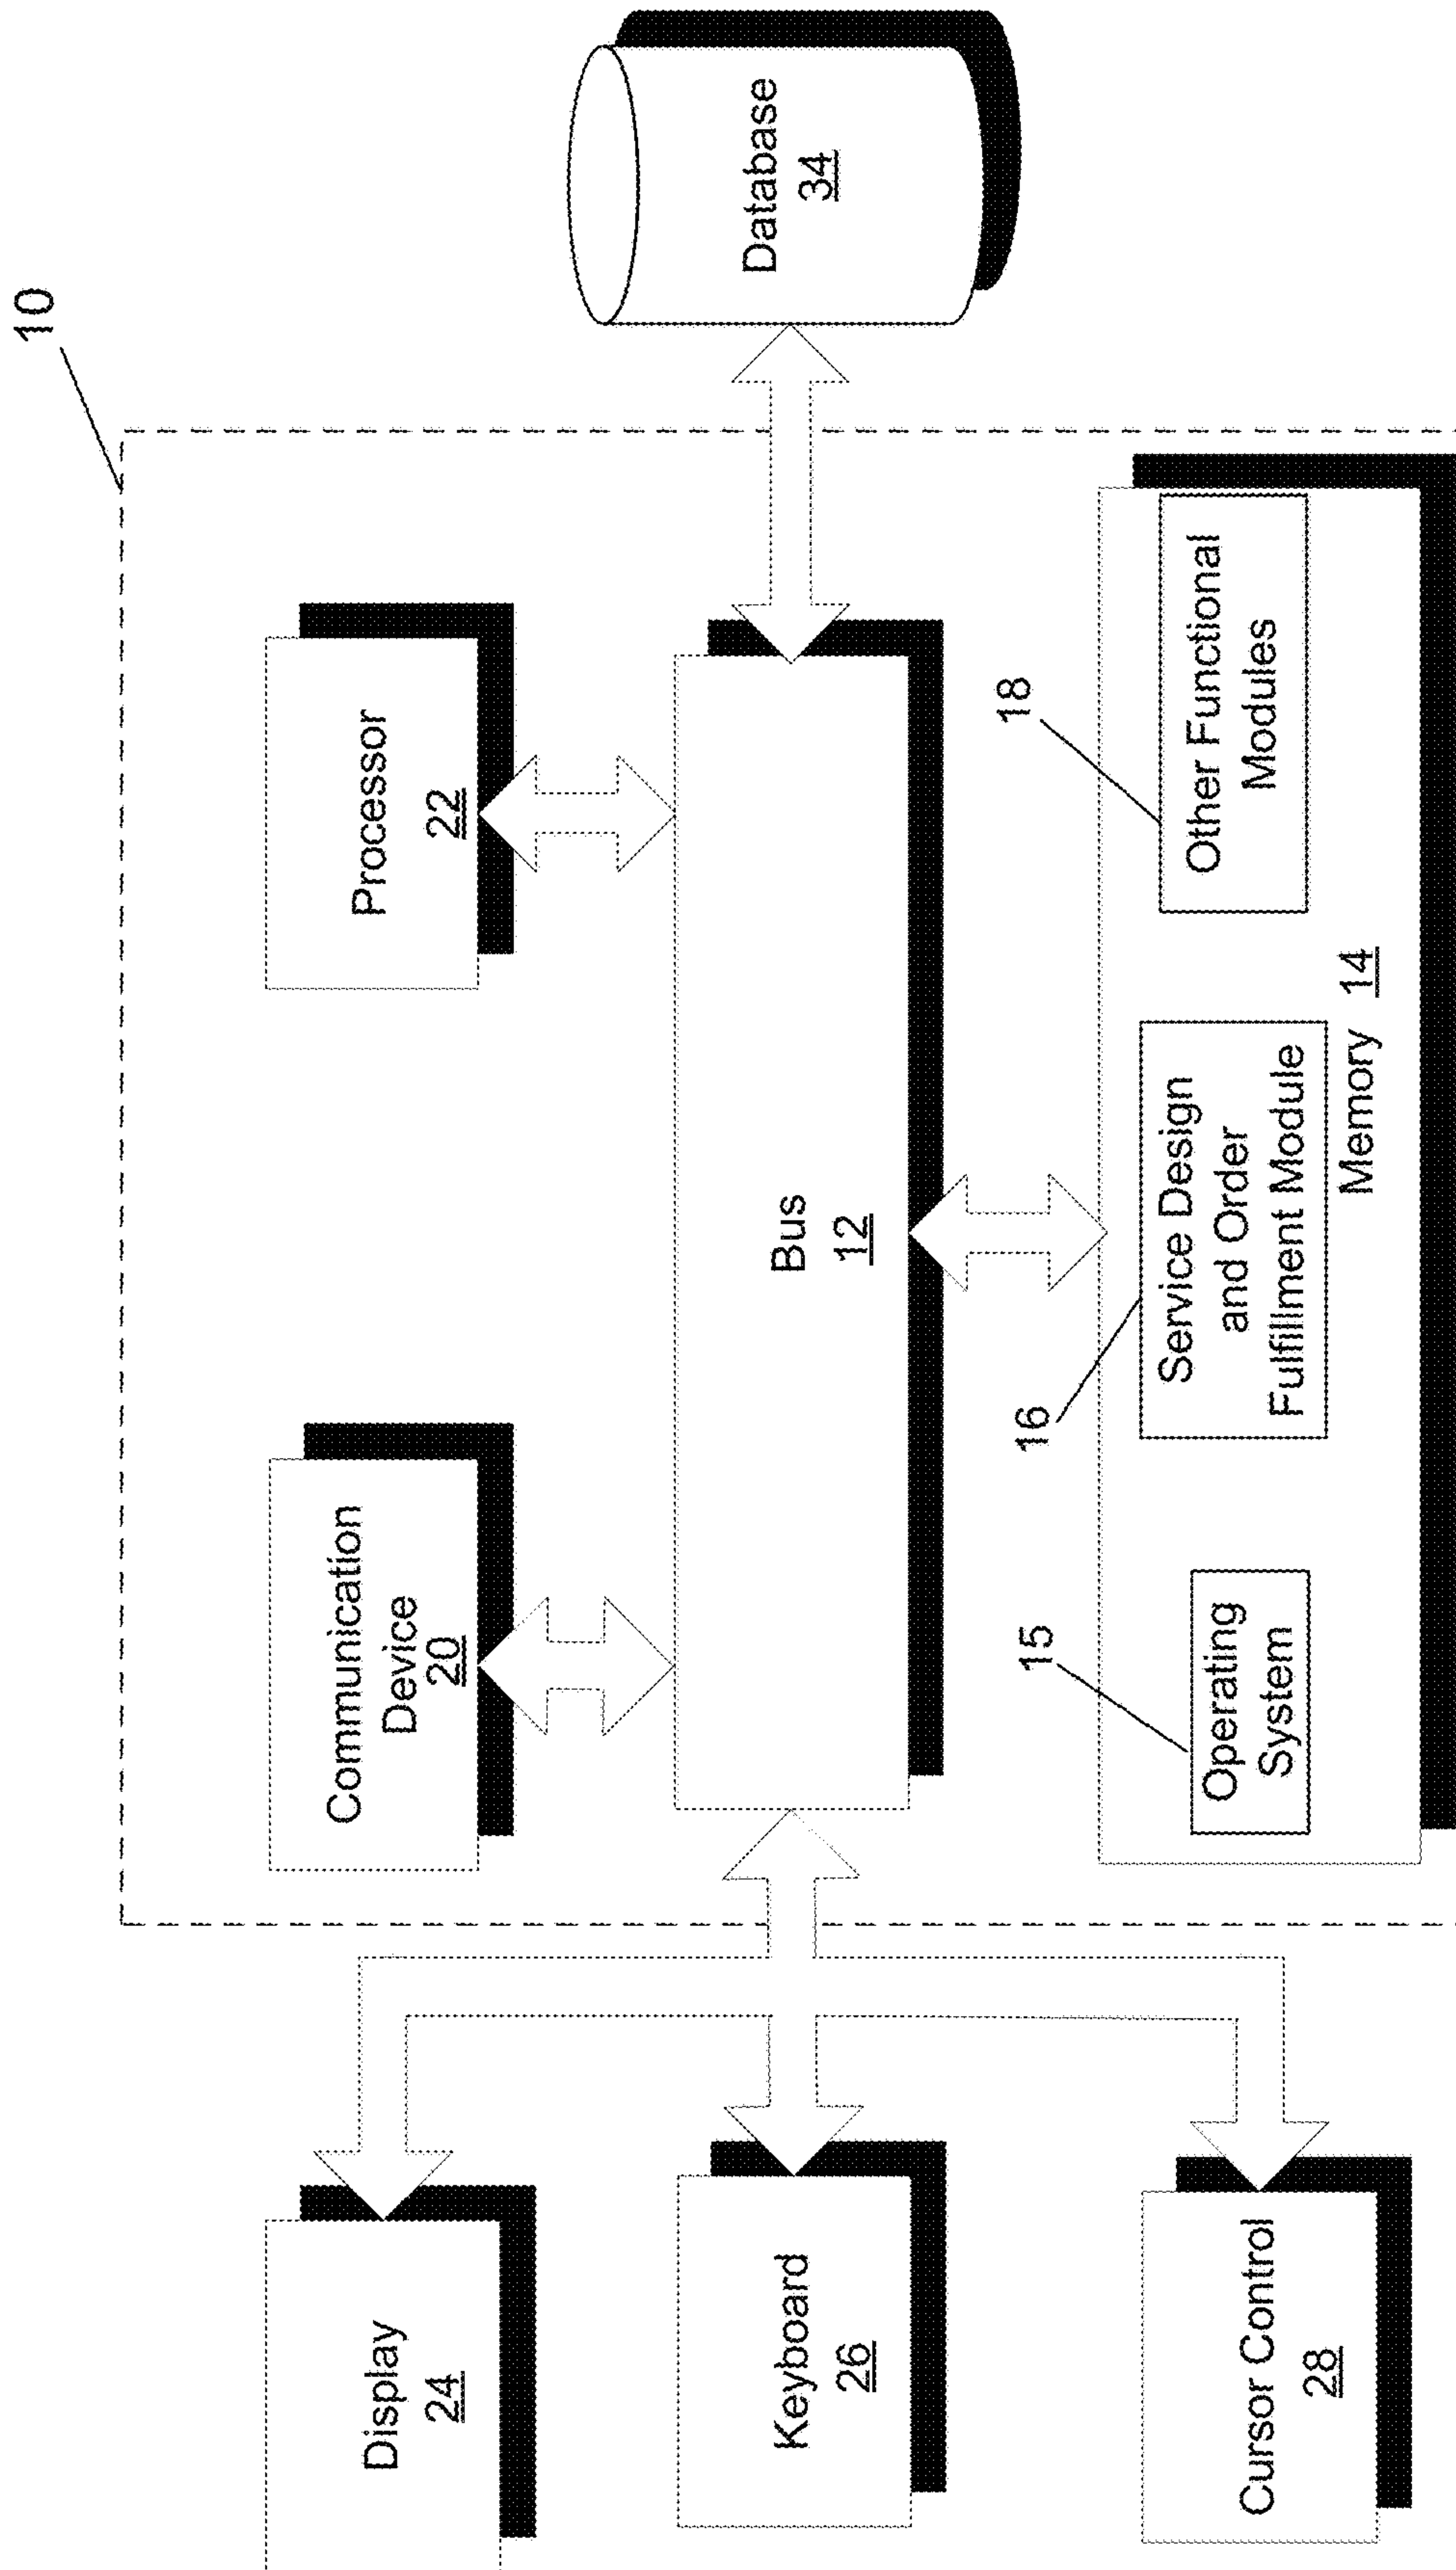 10
Display
24
Communication
Device
20
Processor
22
Keyboard
26
Bus
12
Database
34
Cursor Control
28
15
16
18
Operating
System
Service Design
and Order
Fulfillment Module
Other Functional
Modules
Memory 14